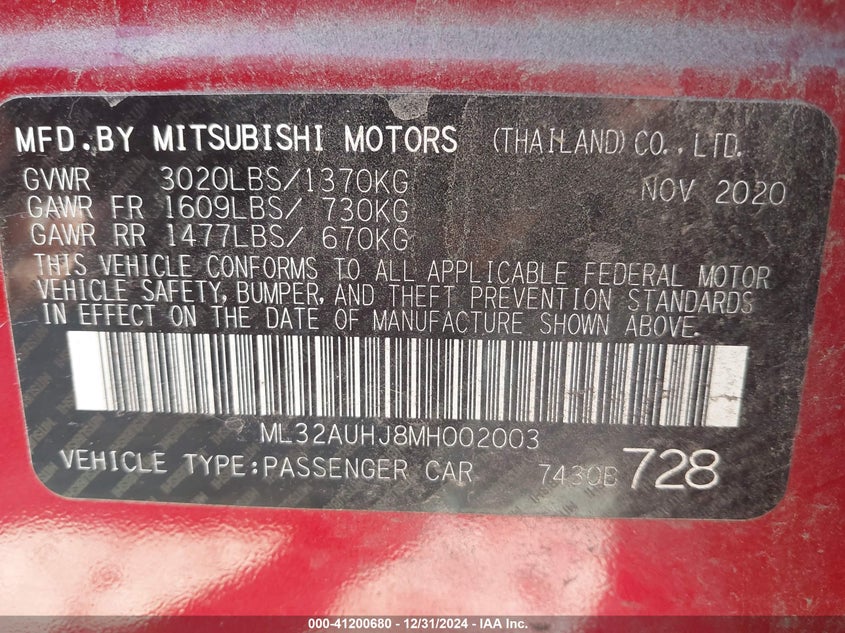 MFD.BY MITSUBISHI MOTORS (THAILAND) CO.,LTD.
GVWR 3020LBS/1370KG NOV 2020
GAWR FR 1609LBS/ 730KG
GAWR RR 1477LBS/ 670KG
THIS VEHICLE CONFORMS TO ALL APPLICABLE FEDERAL MOTOR
VEHICLE SAFETY, BUMPER, AND THEFT PREVENTION STANDARDS
IN EFFECT ON THE DATE OF MANUFACTURE SHOWN ABOVE.
ML32AUHJ8MH002003
VEHICLE TYPE:PASSENGER CAR 7430B 728
000-41200680 - 12/31/2024 - IAA Inc.